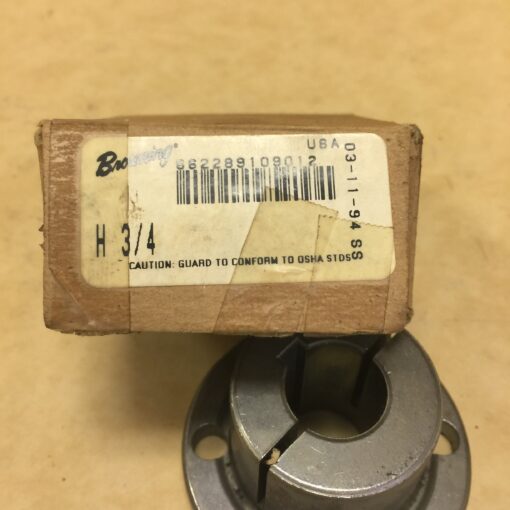 Browning
USA
662289109012
H 3/4
CAUTION: GUARD TO CONFORM TO OSHA STDS
03-11-94 SS